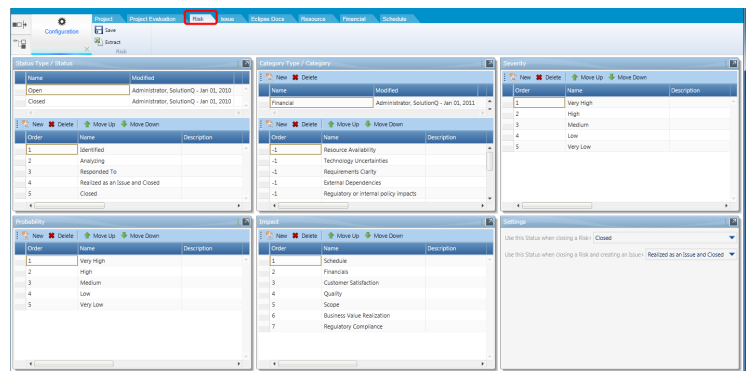 Project Project Evaluation Risk Issue Eclipse Docs Resource Financial Schedule
Configuration
Save
Extract
Risk
Status Type / Status
Name Modified
Open Administrator, SolutionQ - Jan 01, 2010
Closed Administrator, SolutionQ - Jan 01, 2010
New Delete Move Up Move Down
Order Name Description
1 Identified
2 Analyzing
3 Responded To
4 Realized as an Issue and Closed
5 Closed
Category Type / Category
New Delete
Name Modified
Financial Administrator, SolutionQ - Jan 01, 2011
New Delete Move Up Move Down
Order Name Description
-1 Resource Availability
-1 Technology Uncertainties
-1 Requirements Clarity
-1 External Dependencies
-1 Regulatory or internal policy impacts
Severity
New Delete Move Up Move Down
Order Name Description
1 Very High
2 High
3 Medium
4 Low
5 Very Low
Probability
New Delete Move Up Move Down
Order Name Description
1 Very High
2 High
3 Medium
4 Low
5 Very Low
Impact
New Delete Move Up Move Down
Order Name Description
1 Schedule
2 Financials
3 Customer Satisfaction
4 Quality
5 Scope
6 Business Value Realization
7 Regulatory Compliance
Settings
Use this Status when closing a Risk Closed
Use this Status when closing a Risk and creating an Issue Realized as an Issue and Closed